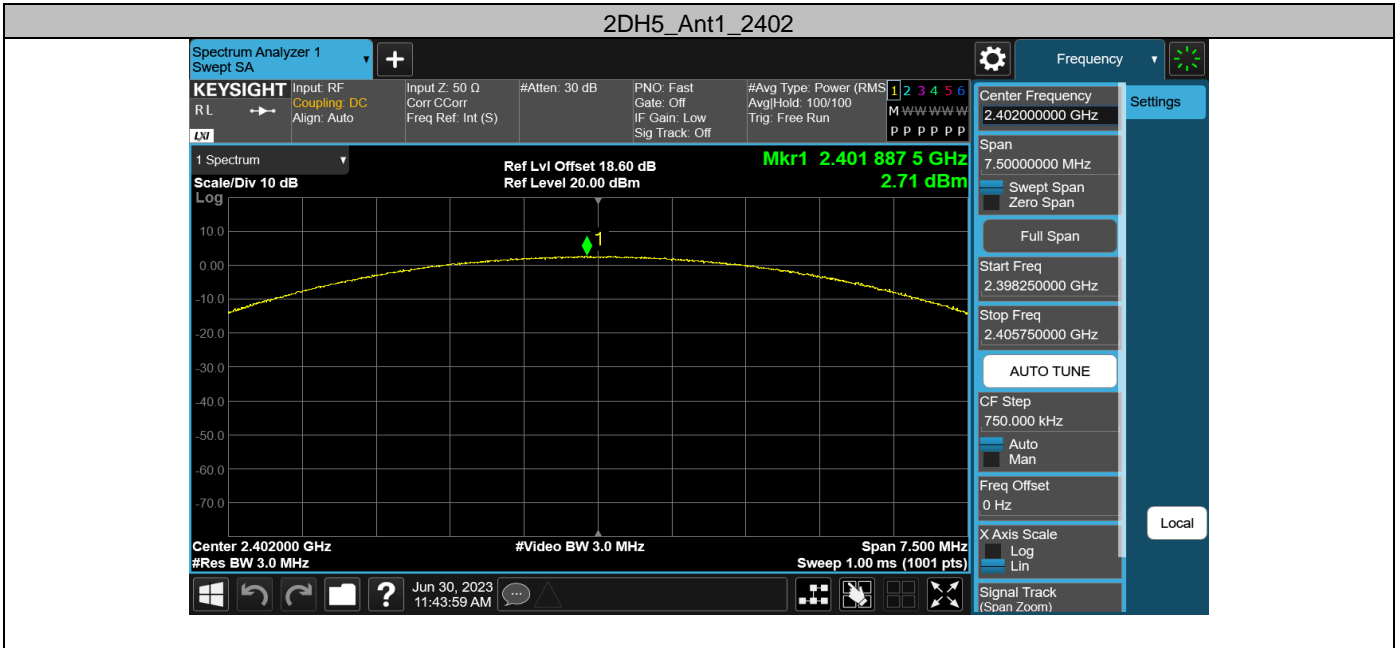 2DH5_Ant1_2402
Spectrum Analyzer 1
Swept SA
+
Frequency
KEYSIGHT
R L
LXI
Input: RF
Coupling: DC
Align: Auto
Input Z: 50 Ω
Corr CCorr
Freq Ref: Int (S)
#Atten: 30 dB
PNO: Fast
Gate: Off
IF Gain: Low
Sig Track: Off
#Avg Type: Power (RMS
Avg|Hold: 100/100
Trig: Free Run
1 2 3 4 5 6
M W W W W W
P P P P P P
1 Spectrum
Scale/Div 10 dB
Ref Lvl Offset 18.60 dB
Ref Level 20.00 dBm
Mkr1 2.401 887 5 GHz
2.71 dBm
Log
10.0
0.00
-10.0
-20.0
-30.0
-40.0
-50.0
-60.0
-70.0
1
Center 2.402000 GHz
#Res BW 3.0 MHz
#Video BW 3.0 MHz
Span 7.500 MHz
Sweep 1.00 ms (1001 pts)
Center Frequency
2.402000000 GHz
Span
7.50000000 MHz
Swept Span
Zero Span
Full Span
Start Freq
2.398250000 GHz
Stop Freq
2.405750000 GHz
AUTO TUNE
CF Step
750.000 kHz
Auto
Man
Freq Offset
0 Hz
X Axis Scale
Log
Lin
Signal Track
(Span Zoom)
Settings
Local
?
Jun 30, 2023
11:43:59 AM